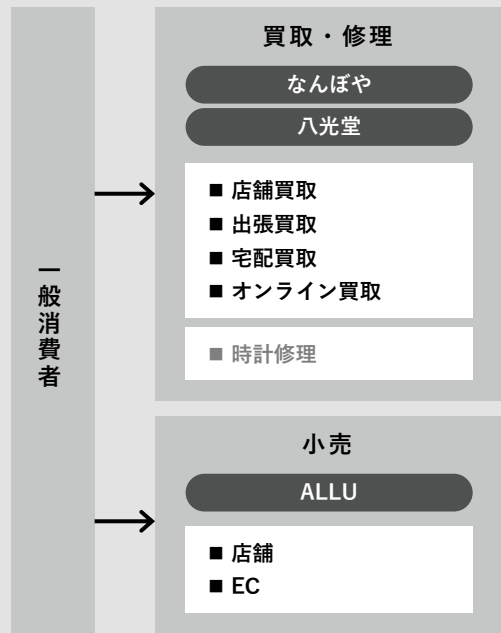 一般消費者
買取・修理
なんぼや
八光堂
■ 店舗買取
■ 出張買取
■ 宅配買取
■ オンライン買取
■ 時計修理
小売
ALLU
■ 店舗
■ EC